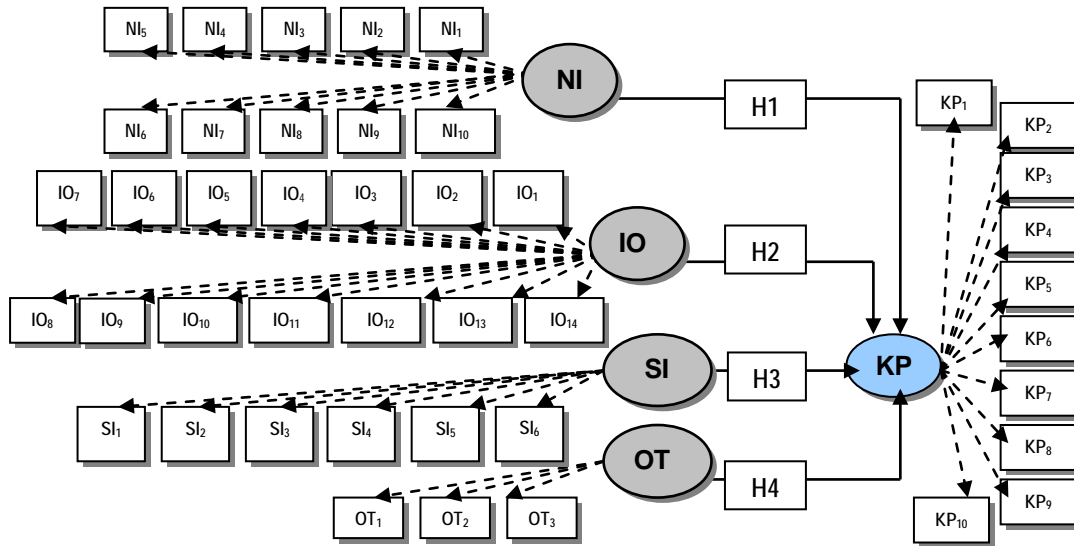 NI₅ NI₄ NI₃ NI₂ NI₁
NI
NI₆ NI₇ NI₈ NI₉ NI₁₀
H1
KP₁
KP₂
KP₃
KP₄
KP₅
KP₆
KP₇
KP₈
KP₉
KP₁₀
IO₇ IO₆ IO₅ IO₄ IO₃ IO₂ IO₁
IO
H2
IO₈ IO₉ IO₁₀ IO₁₁ IO₁₂ IO₁₃ IO₁₄
SI
H3
KP
SI₁ SI₂ SI₃ SI₄ SI₅ SI₆
OT
H4
OT₁ OT₂ OT₃